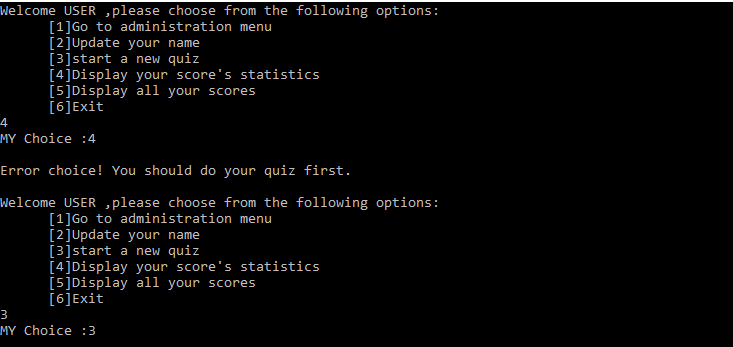 Welcome USER ,please choose from the following options:
[1]Go to administration menu
[2]Update your name
[3]start a new quiz
[4]Display your score's statistics
[5]Display all your scores
[6]Exit
4
MY Choice :4
Error choice! You should do your quiz first.
Welcome USER ,please choose from the following options:
[1]Go to administration menu
[2]Update your name
[3]start a new quiz
[4]Display your score's statistics
[5]Display all your scores
[6]Exit
3
MY Choice :3